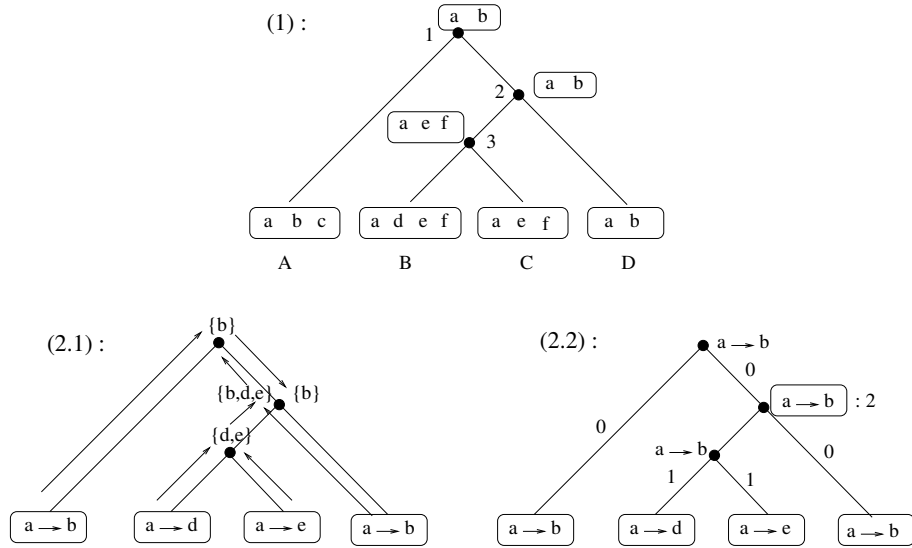 (1) :
a b
1
2
a b
a e f
3
a b c
a d e f
a e f
a b
A
B
C
D
(2.1) :
{b}
{b,d,e}
{b}
{d,e}
a → b
a → d
a → e
a → b
(2.2) :
a → b
0
a → b : 2
0
a → b
0
1
1
a → b
a → d
a → e
a → b